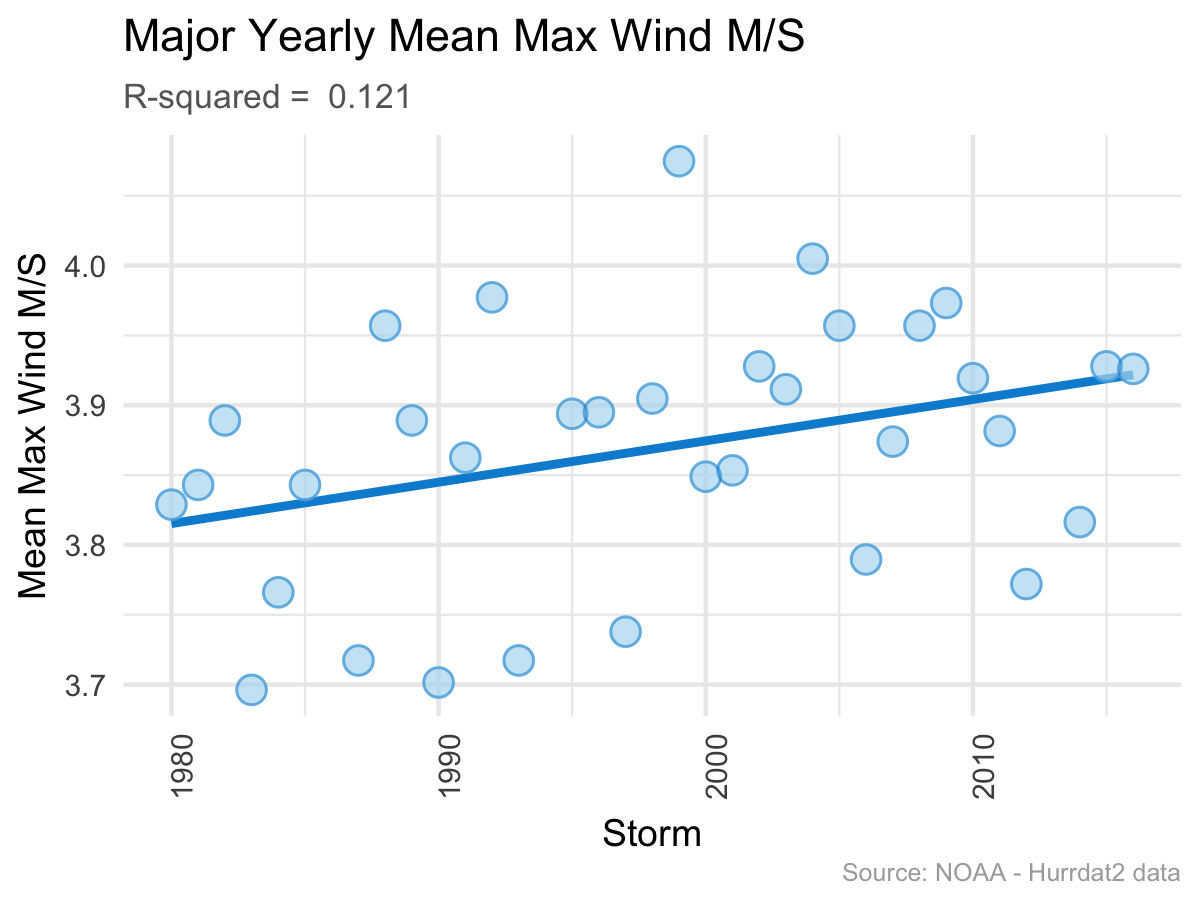 Major Yearly Mean Max Wind M/S
R-squared =  0.121
Mean Max Wind M/S
4.0
3.9
3.8
3.7
1980
1990
2000
2010
Storm
Source: NOAA - Hurrdat2 data